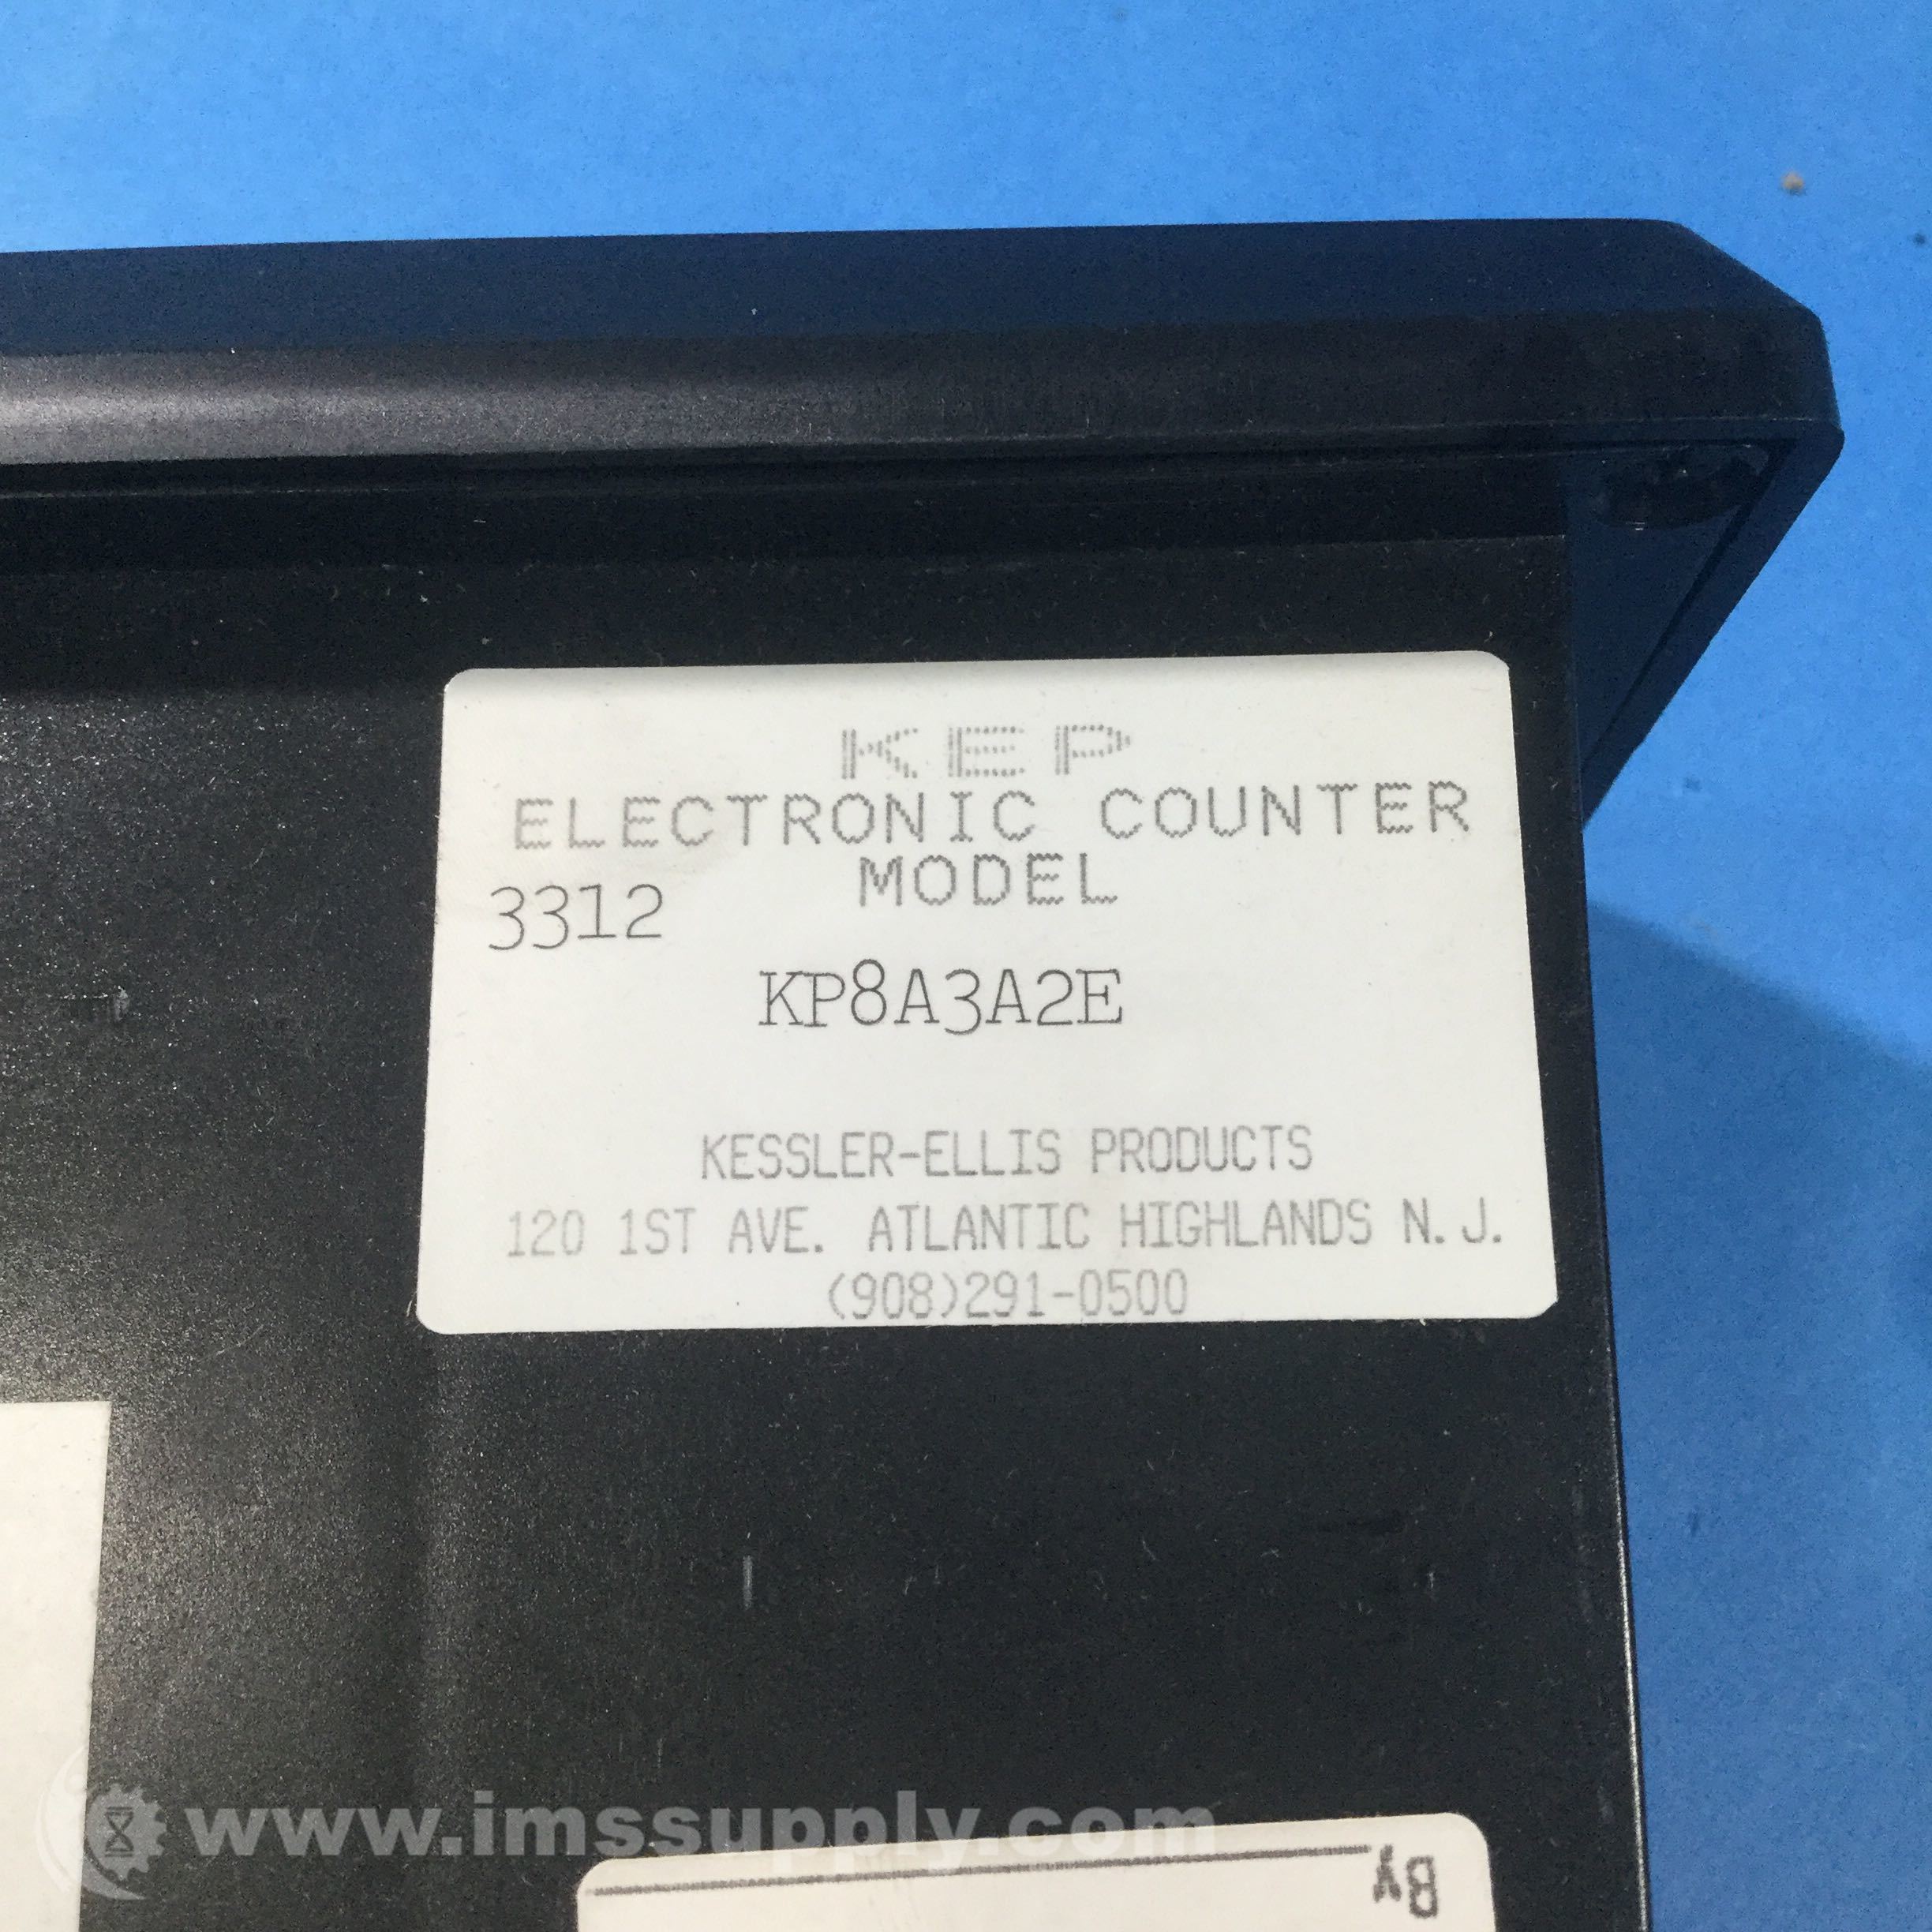 KEP
ELECTRONIC COUNTER
MODEL
3312
KP8A3A2E
KESSLER-ELLIS PRODUCTS
120 1ST AVE. ATLANTIC HIGHLANDS N.J.
(908)291-0500
www.imssupply.com
By